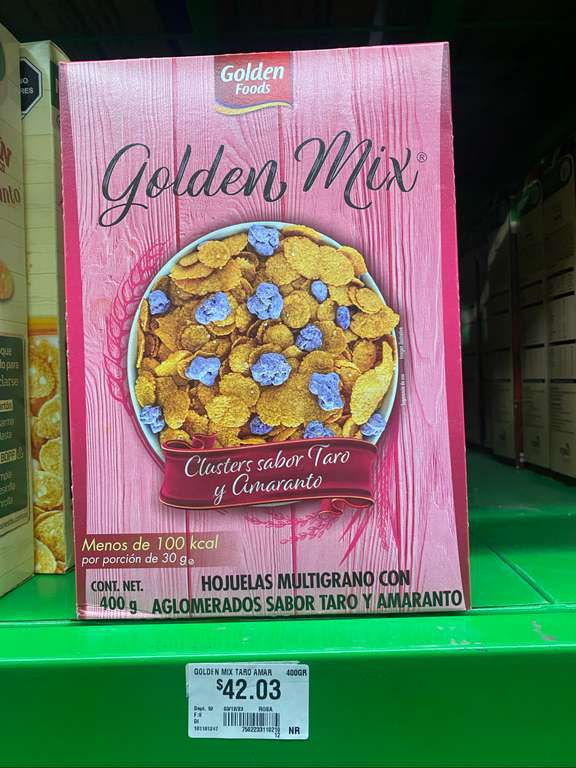 Golden
Foods
Golden Mix®
Clusters sabor Taro
y Amaranto
Menos de 100 kcal
por porción de 30 g
CONT. NET.
400 g
HOJUELAS MULTIGRANO CON
AGLOMERADOS SABOR TARO Y AMARANTO
GOLDEN MIX TARO AMAR 400GR
$42.03
NR